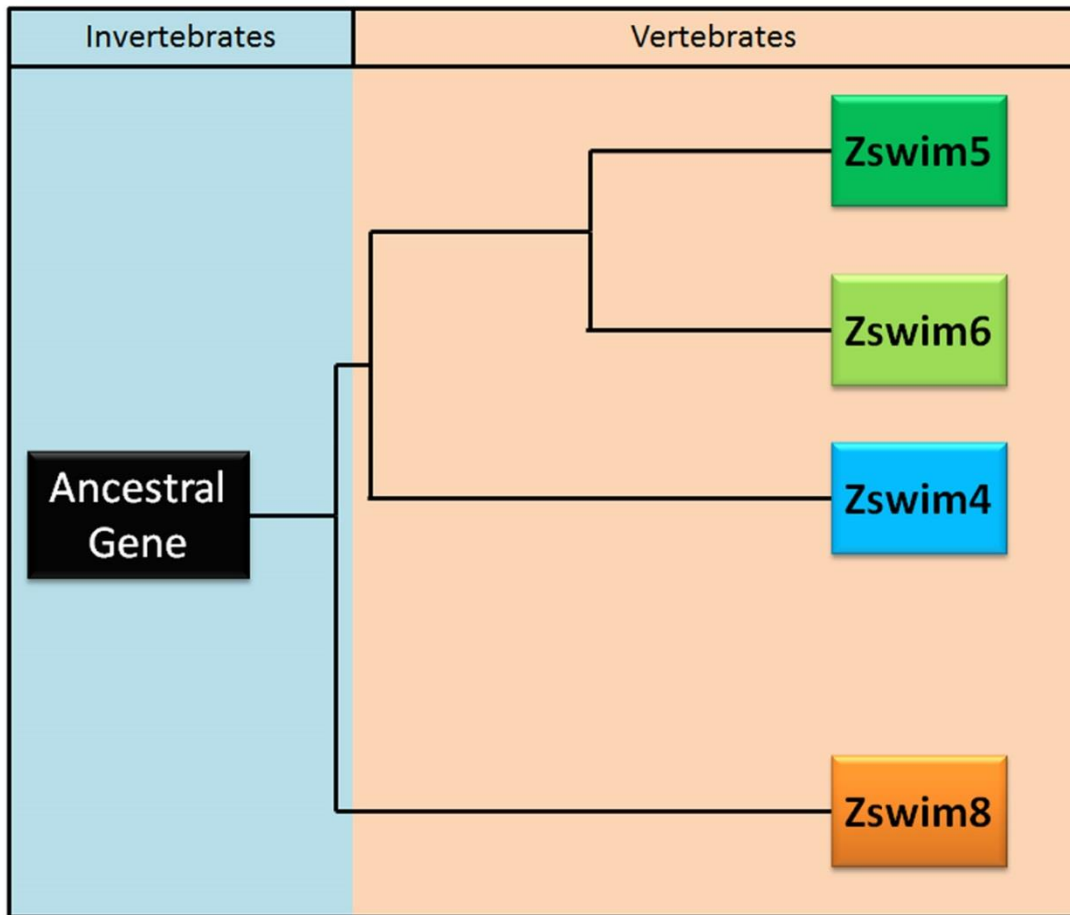 Invertebrates
Vertebrates
Zswim5
Zswim6
Ancestral
Gene
Zswim4
Zswim8